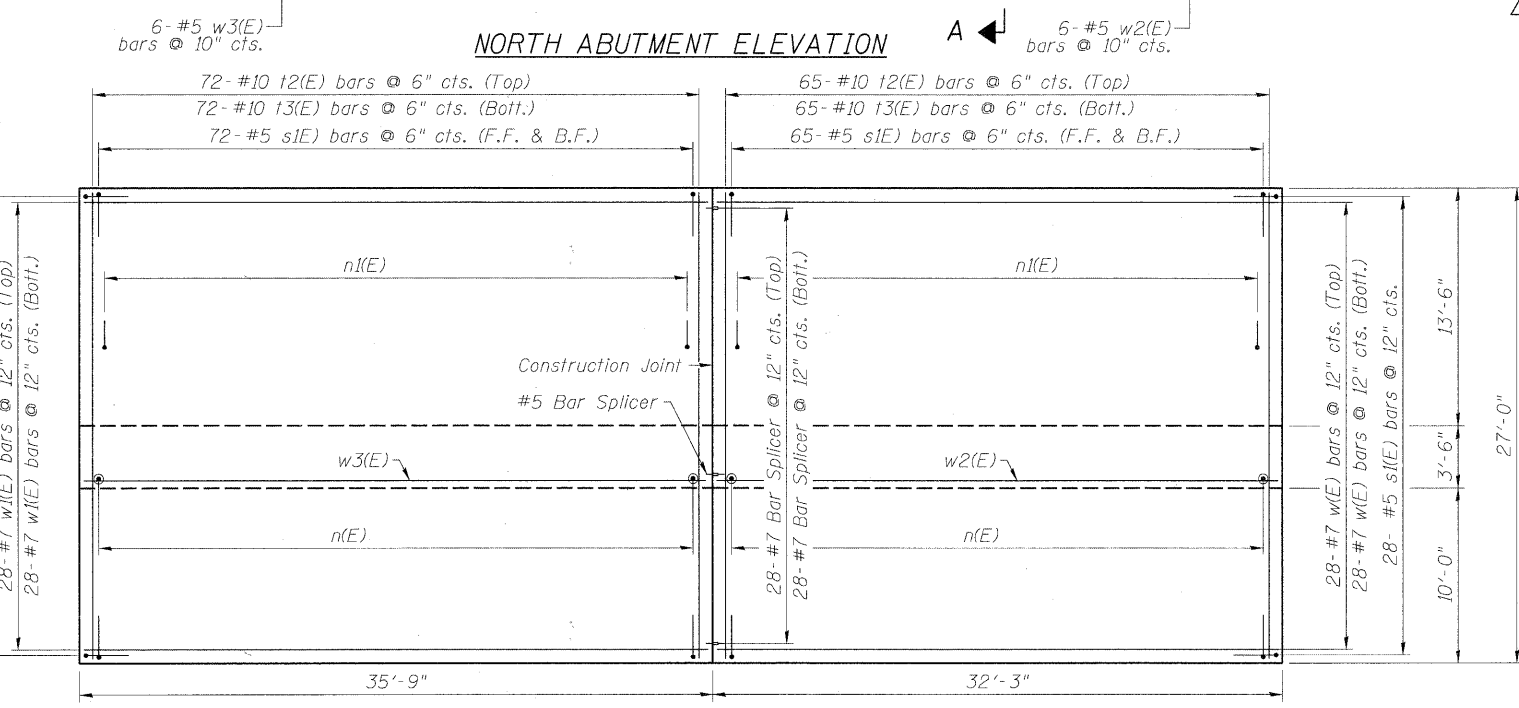 6-#5 w3(E)
bars @ 10" cts.
NORTH ABUTMENT ELEVATION
A
6-#5 w2(E)
bars @ 10" cts.
72-#10 t2(E) bars @ 6" cts. (Top)
72-#10 t3(E) bars @ 6" cts. (Bott.)
72-#5 s1E) bars @ 6" cts. (F.F. & B.F.)
65-#10 t2(E) bars @ 6" cts. (Top)
65-#10 t3(E) bars @ 6" cts. (Bott.)
65-#5 s1E) bars @ 6" cts. (F.F. & B.F.)
28-#7 w1(E) bars @ 12" cts. (Top)
28-#7 w1(E) bars @ 12" cts. (Bott.)
n1(E)
n1(E)
Construction Joint
#5 Bar Splicer
28-#7 Bar Splicer @ 12" cts. (Top)
28-#7 Bar Splicer @ 12" cts. (Bott.)
w3(E)
w2(E)
n(E)
n(E)
28-#7 w(E) bars @ 12" cts. (Top)
28-#7 w(E) bars @ 12" cts. (Bott.)
28- #5 s1(E) bars @ 12" cts.
13'-6"
3'-6"
10'-0"
27'-0"
35'-9"
32'-3"